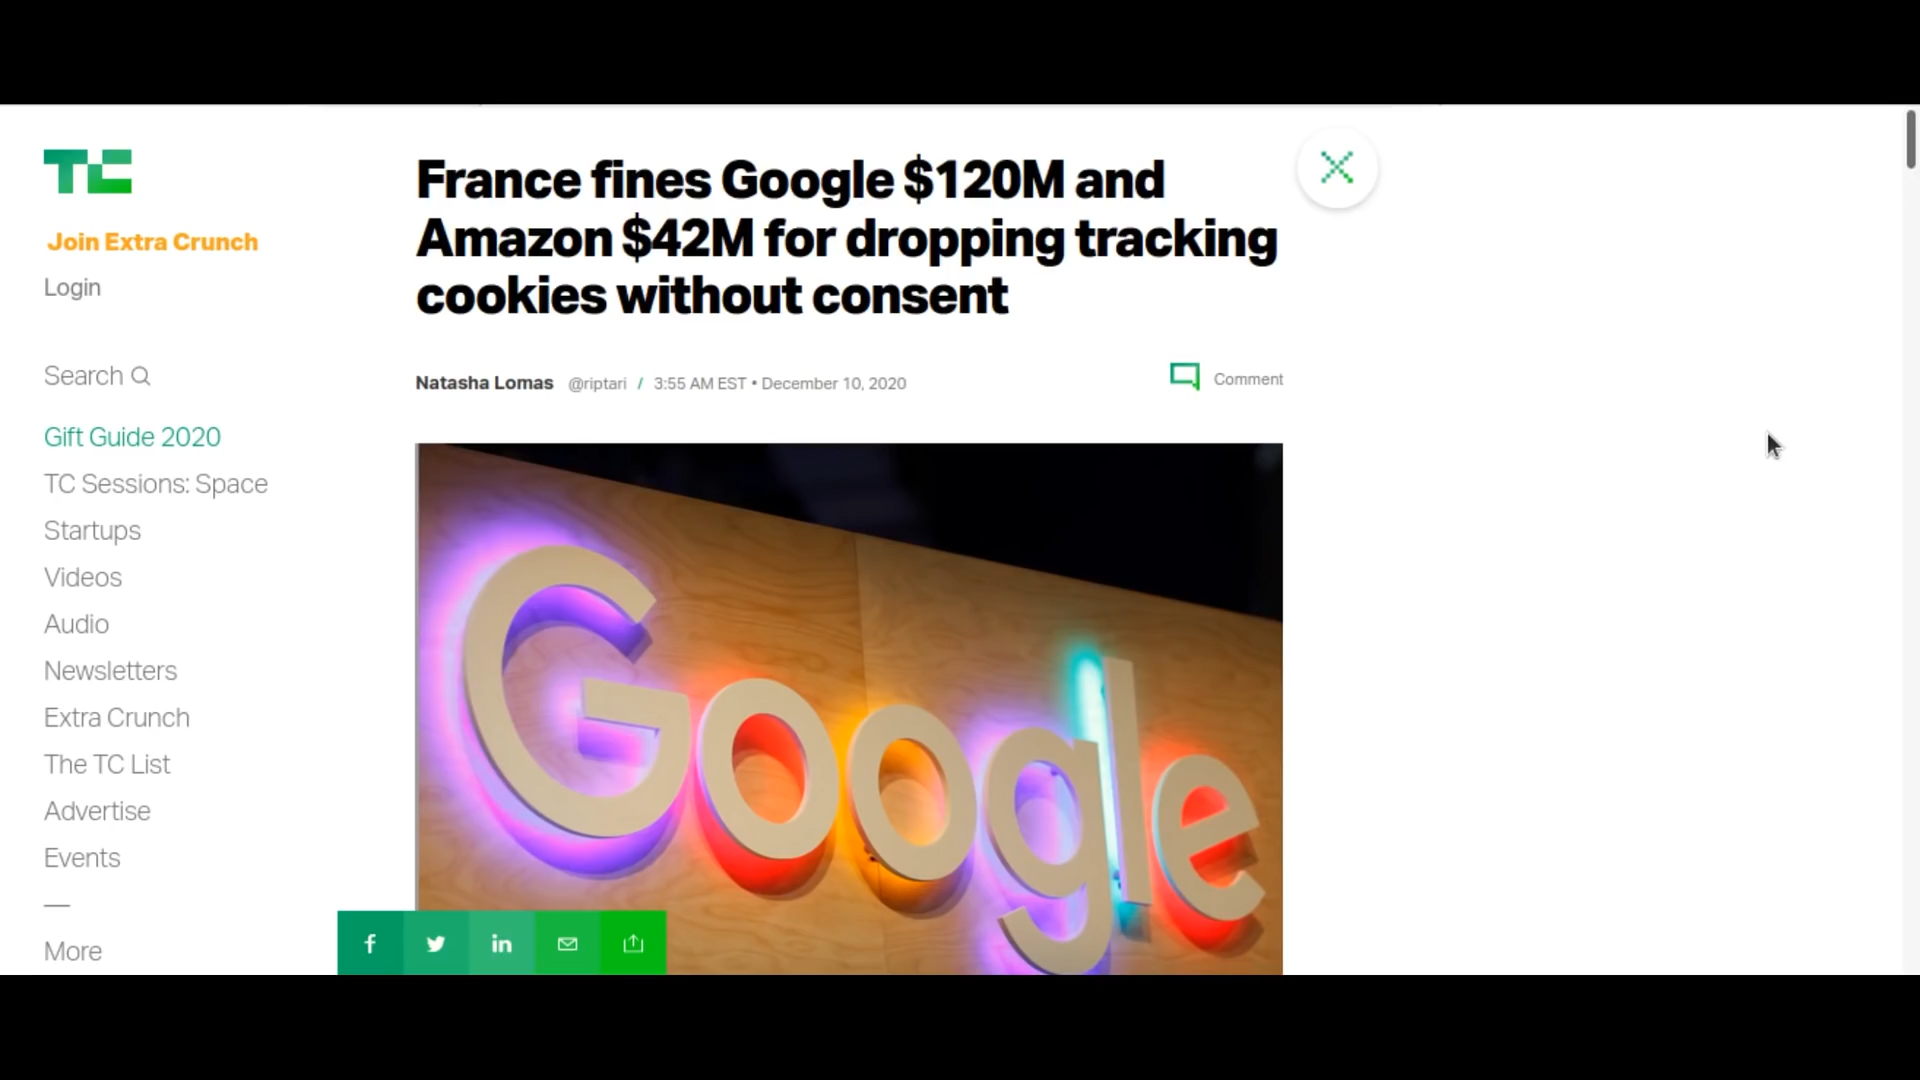 TC
Join Extra Crunch
Login
Search
Gift Guide 2020
TC Sessions: Space
Startups
Videos
Audio
Newsletters
Extra Crunch
The TC List
Advertise
Events
More
France fines Google $120M and
Amazon $42M for dropping tracking
cookies without consent
Natasha Lomas @riptari / 3:55 AM EST • December 10, 2020
Comment
Google
f
in